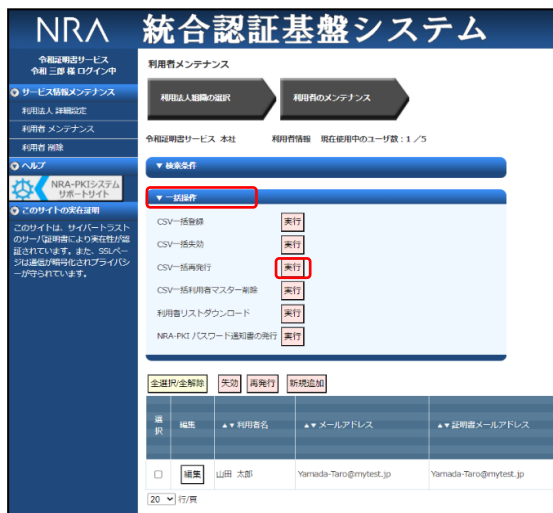 NRA 統合認証基盤システム
令和証明書サービス
令和 三郎 様 ログイン中
サービス情報メンテナンス
利用法人 詳細設定
利用者 メンテナンス
利用者 削除
ヘルプ
NRA-PKIシステム
サポートサイト
このサイトの実在証明
このサイトは、サイバートラスト
のサーバ証明書により実在性が認
証されています。また、SSLペー
ジは通信が暗号化されプライバシ
ーが守られています。
利用者メンテナンス
利用法人組織の選択
利用者のメンテナンス
令和証明書サービス 本社 利用者情報 現在使用中のユーザ数：1 ／5
▼ 検索条件
▼ 一括操作
CSV一括登録 実行
CSV一括失効 実行
CSV一括再発行 実行
CSV一括利用者マスター削除 実行
利用者リストダウンロード 実行
NRA-PKI パスワード通知書の発行 実行
全選択/全解除 失効 再発行 新規追加
選択 編集 ▲▼利用者名 ▲▼メールアドレス ▲▼証明書メールアドレス
編集 山田 太郎 Yamada-Taro@mytest.jp Yamada-Taro@mytest.jp
20 行/頁